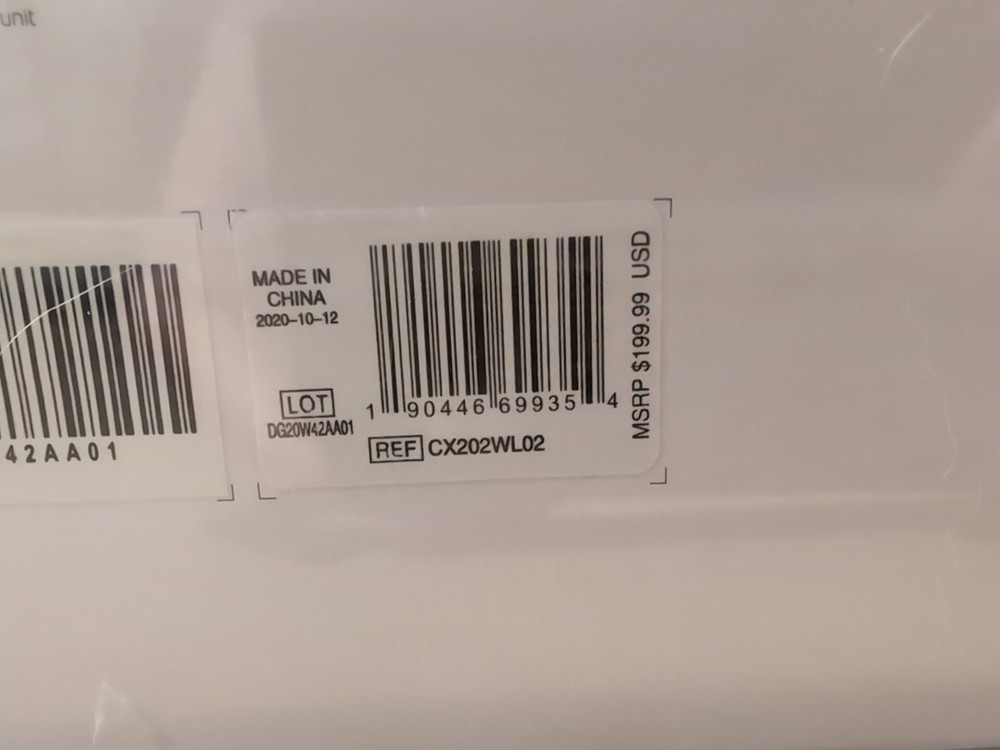 unit
42AA01
MADE IN
CHINA
2020-10-12
LOT
DG20W42AA01
1 90446 69935 4
REF CX202WL02
MSRP $199.99 USD